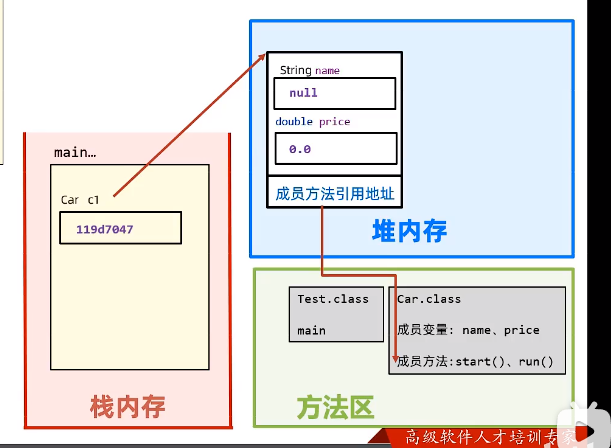 main…
Car c1
119d7047
栈内存
String name
null
double price
0.0
成员方法引用地址
堆内存
Test.class
main
Car.class
成员变量: name、price
成员方法:start()、run()
方法区
高级软件人才培训专家